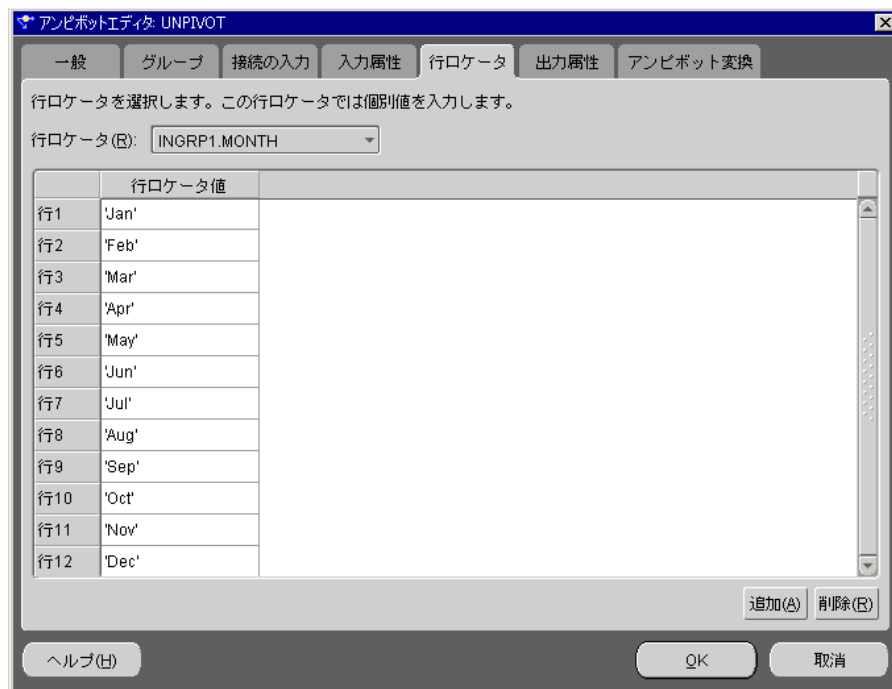 アンピボットエディタ: UNPIVOT
一般 グループ 接続の入力 入力属性 行ロケータ 出力属性 アンピボット変換
行ロケータを選択します。この行ロケータでは個別値を入力します。
行ロケータ(R): INGRP1.MONTH
行ロケータ値
行1 'Jan'
行2 'Feb'
行3 'Mar'
行4 'Apr'
行5 'May'
行6 'Jun'
行7 'Jul'
行8 'Aug'
行9 'Sep'
行10 'Oct'
行11 'Nov'
行12 'Dec'
追加(A) 削除(R)
ヘルプ(H) OK 取消